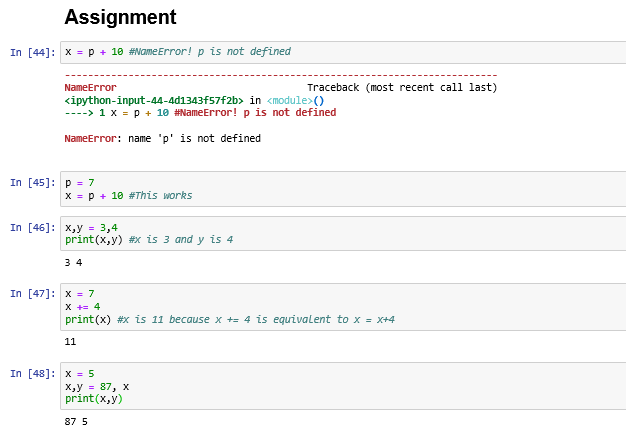 Assignment
In [44]: x = p + 10 #NameError! p is not defined
---------------------------------------------------------------------------
NameError Traceback (most recent call last)
<ipython-input-44-4d1343f57f2b> in <module>()
----> 1 x = p + 10 #NameError! p is not defined
NameError: name 'p' is not defined
In [45]: p = 7
x = p + 10 #This works
In [46]: x,y = 3,4
print(x,y) #x is 3 and y is 4
3 4
In [47]: x = 7
x += 4
print(x) #x is 11 because x += 4 is equivalent to x = x+4
11
In [48]: x = 5
x,y = 87, x
print(x,y)
87 5